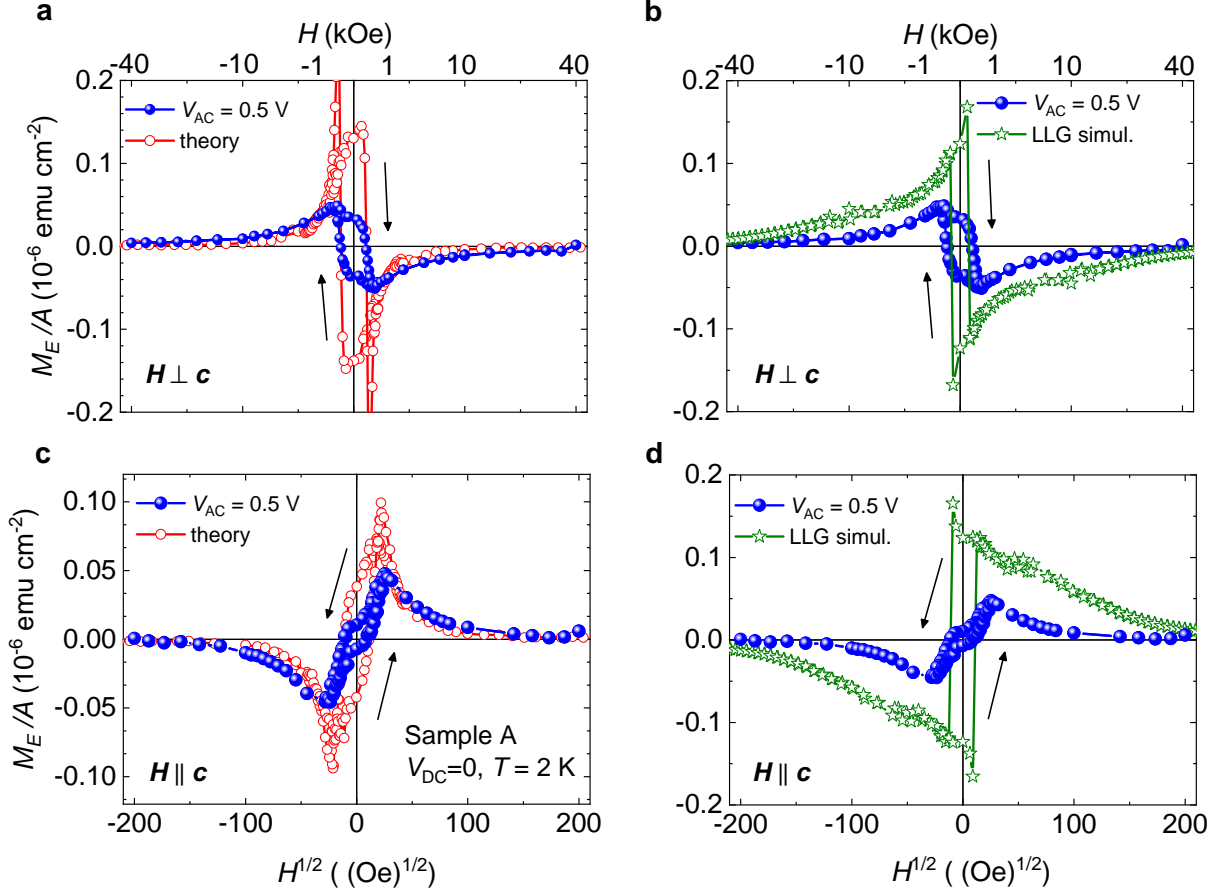 a
b
H (kOe)
H (kOe)
-40 -10 -1 1 10 40
-40 -10 -1 1 10 40
0.2
0.1
0.0
-0.1
-0.2
M_E /A (10⁻⁶ emu cm⁻²)
V_AC = 0.5 V
theory
H ⊥ c
0.2
0.1
0.0
-0.1
-0.2
V_AC = 0.5 V
LLG simul.
H ⊥ c
c
d
0.10
0.05
0.00
-0.05
-0.10
M_E /A (10⁻⁶ emu cm⁻²)
V_AC = 0.5 V
theory
Sample A
V_DC=0, T = 2 K
H ∥ c
0.2
0.1
0.0
-0.1
-0.2
V_AC = 0.5 V
LLG simul.
H ∥ c
-200 -100 0 100 200
-200 -100 0 100 200
H^1/2 ( (Oe)^1/2)
H^1/2 ( (Oe)^1/2)